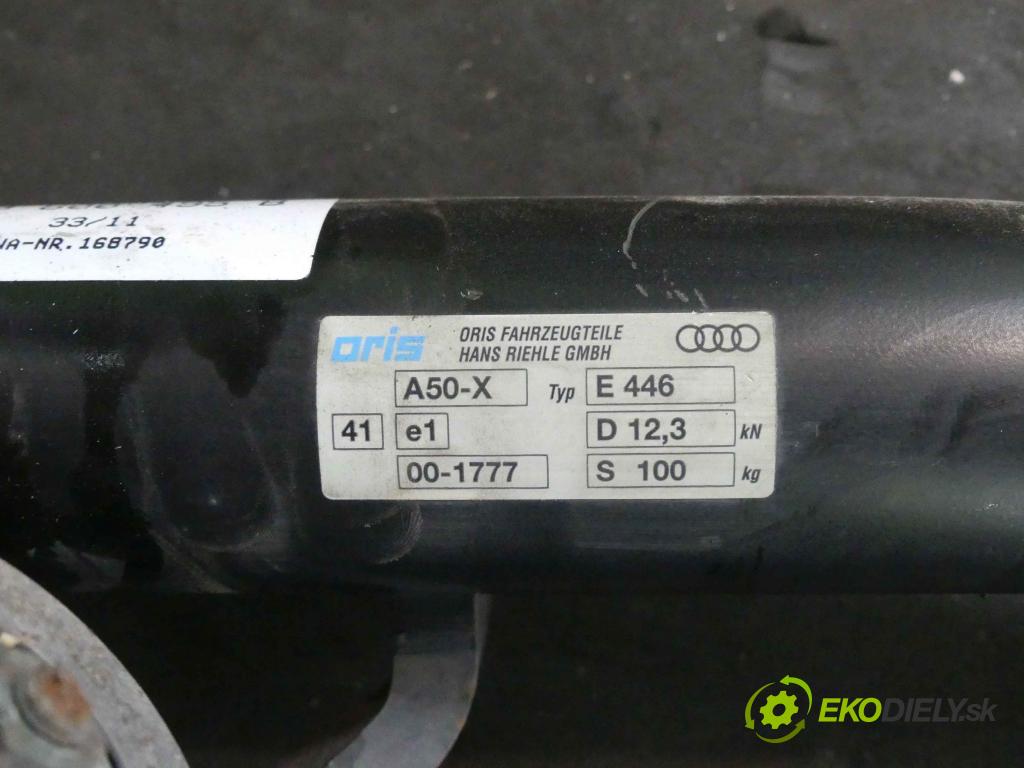 33/11
WA-NR.168790
oris ORIS FAHRZEUGTEILE
HANS RIEHLE GMBH
A50-X Typ E 446
41 e1 D 12,3 kN
00-1777 S 100 kg
EKODIELY.sk